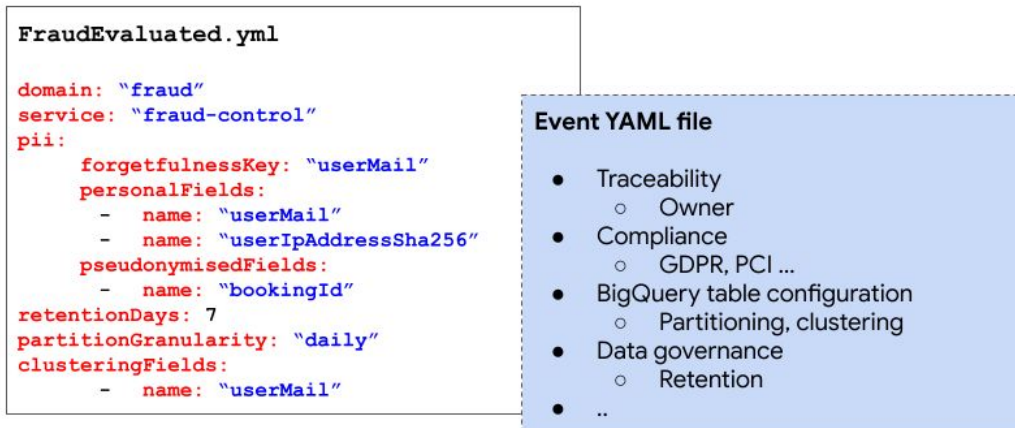 FraudEvaluated.yml
domain: “fraud”
service: “fraud-control”
pii:
forgetfulnessKey: “userMail”
personalFields:
- name: “userMail”
- name: “userIpAddressSha256”
pseudonymisedFields:
- name: “bookingId”
retentionDays: 7
partitionGranularity: “daily”
clusteringFields:
- name: “userMail”
Event YAML file
● Traceability
○ Owner
● Compliance
○ GDPR, PCI ...
● BigQuery table configuration
○ Partitioning, clustering
● Data governance
○ Retention
● ..